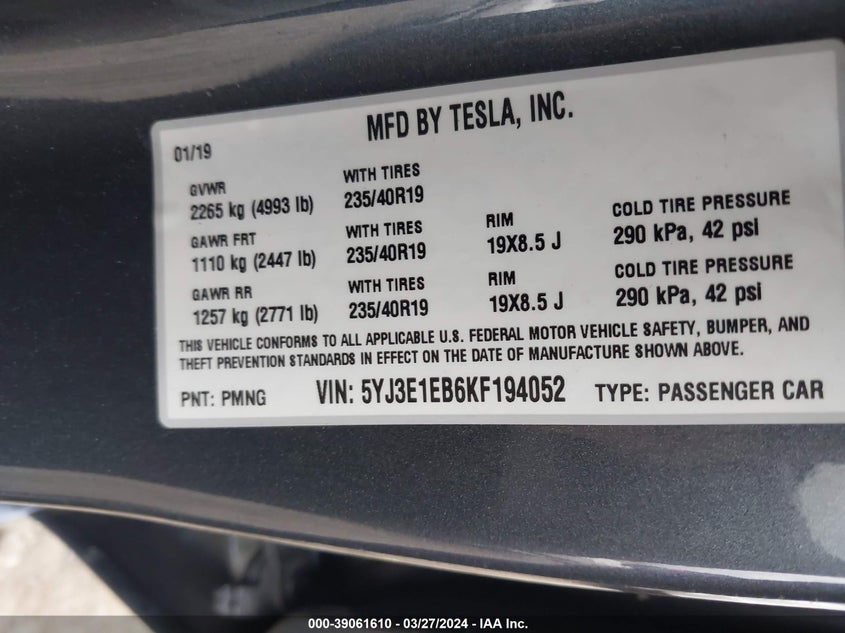 MFD BY TESLA, INC.
01/19
GVWR WITH TIRES
2265 kg (4993 lb) 235/40R19
GAWR FRT WITH TIRES RIM COLD TIRE PRESSURE
1110 kg (2447 lb) 235/40R19 19X8.5 J 290 kPa, 42 psi
GAWR RR WITH TIRES RIM COLD TIRE PRESSURE
1257 kg (2771 lb) 235/40R19 19X8.5 J 290 kPa, 42 psi
THIS VEHICLE CONFORMS TO ALL APPLICABLE U.S. FEDERAL MOTOR VEHICLE SAFETY, BUMPER, AND
THEFT PREVENTION STANDARDS IN EFFECT ON THE DATE OF MANUFACTURE SHOWN ABOVE.
PNT: PMNG VIN: 5YJ3E1EB6KF194052 TYPE: PASSENGER CAR
000-39061610 - 03/27/2024 - IAA Inc.